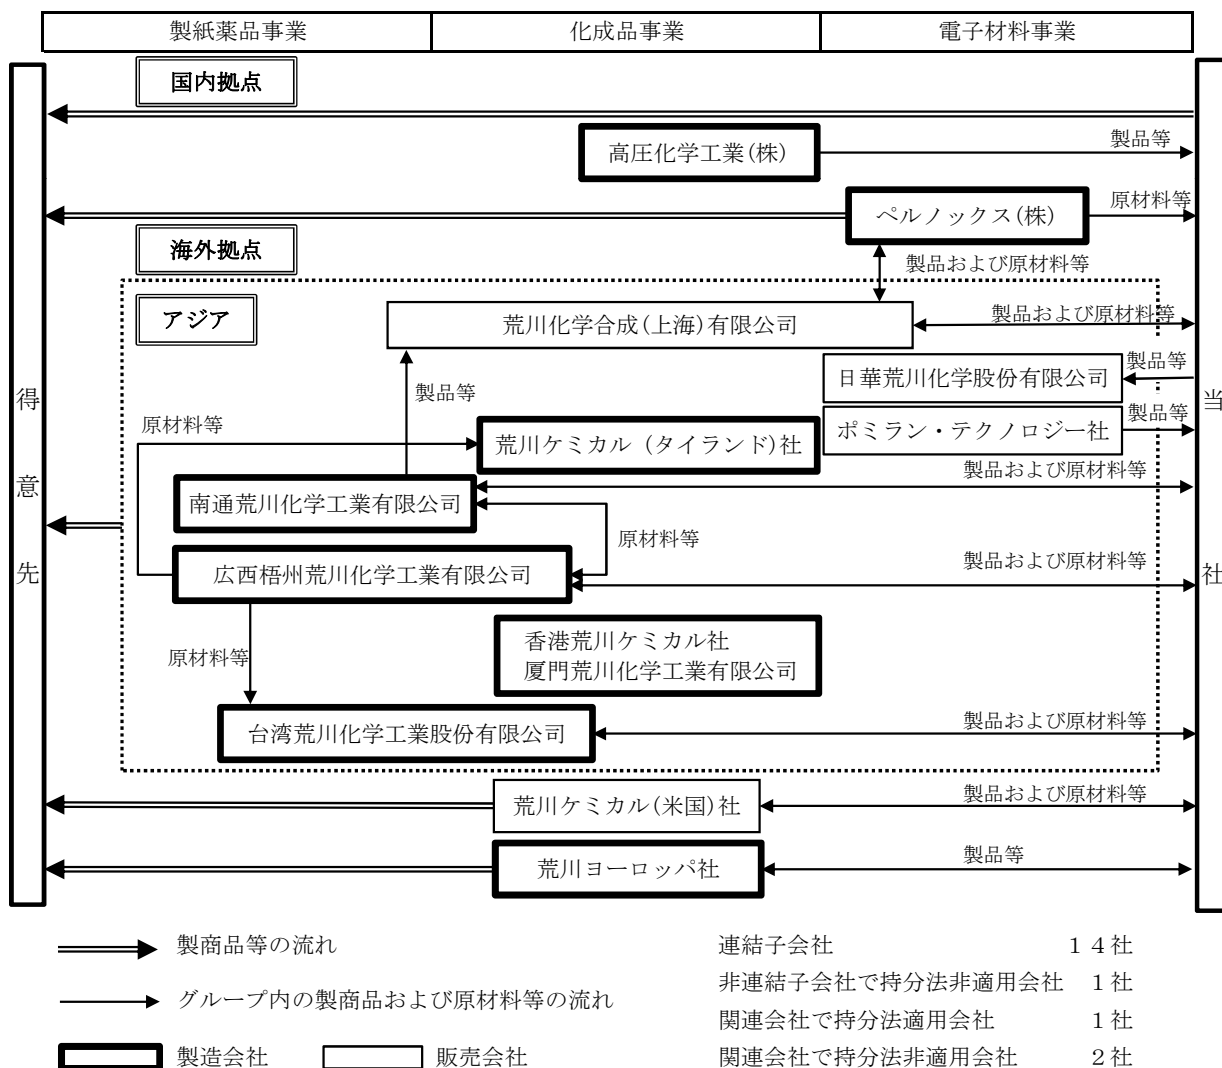 製紙薬品事業 化成品事業 電子材料事業
国内拠点
高圧化学工業(株) 製品等
ペルノックス(株) 原材料等
海外拠点
製品および原材料等
アジア
荒川化学合成(上海)有限公司 製品および原材料等
日華荒川化学股份有限公司 製品等
製品等
ポミラン・テクノロジー社 製品等
原材料等
荒川ケミカル(タイランド)社
得意先
当社
南通荒川化学工業有限公司 製品および原材料等
原材料等
広西梧州荒川化学工業有限公司 製品および原材料等
香港荒川ケミカル社
厦門荒川化学工業有限公司
原材料等
台湾荒川化学工業股份有限公司 製品および原材料等
荒川ケミカル(米国)社 製品および原材料等
荒川ヨーロッパ社 製品等
製商品等の流れ
グループ内の製商品および原材料等の流れ
製造会社 販売会社
連結子会社 14社
非連結子会社で持分法非適用会社 1社
関連会社で持分法適用会社 1社
関連会社で持分法非適用会社 2社